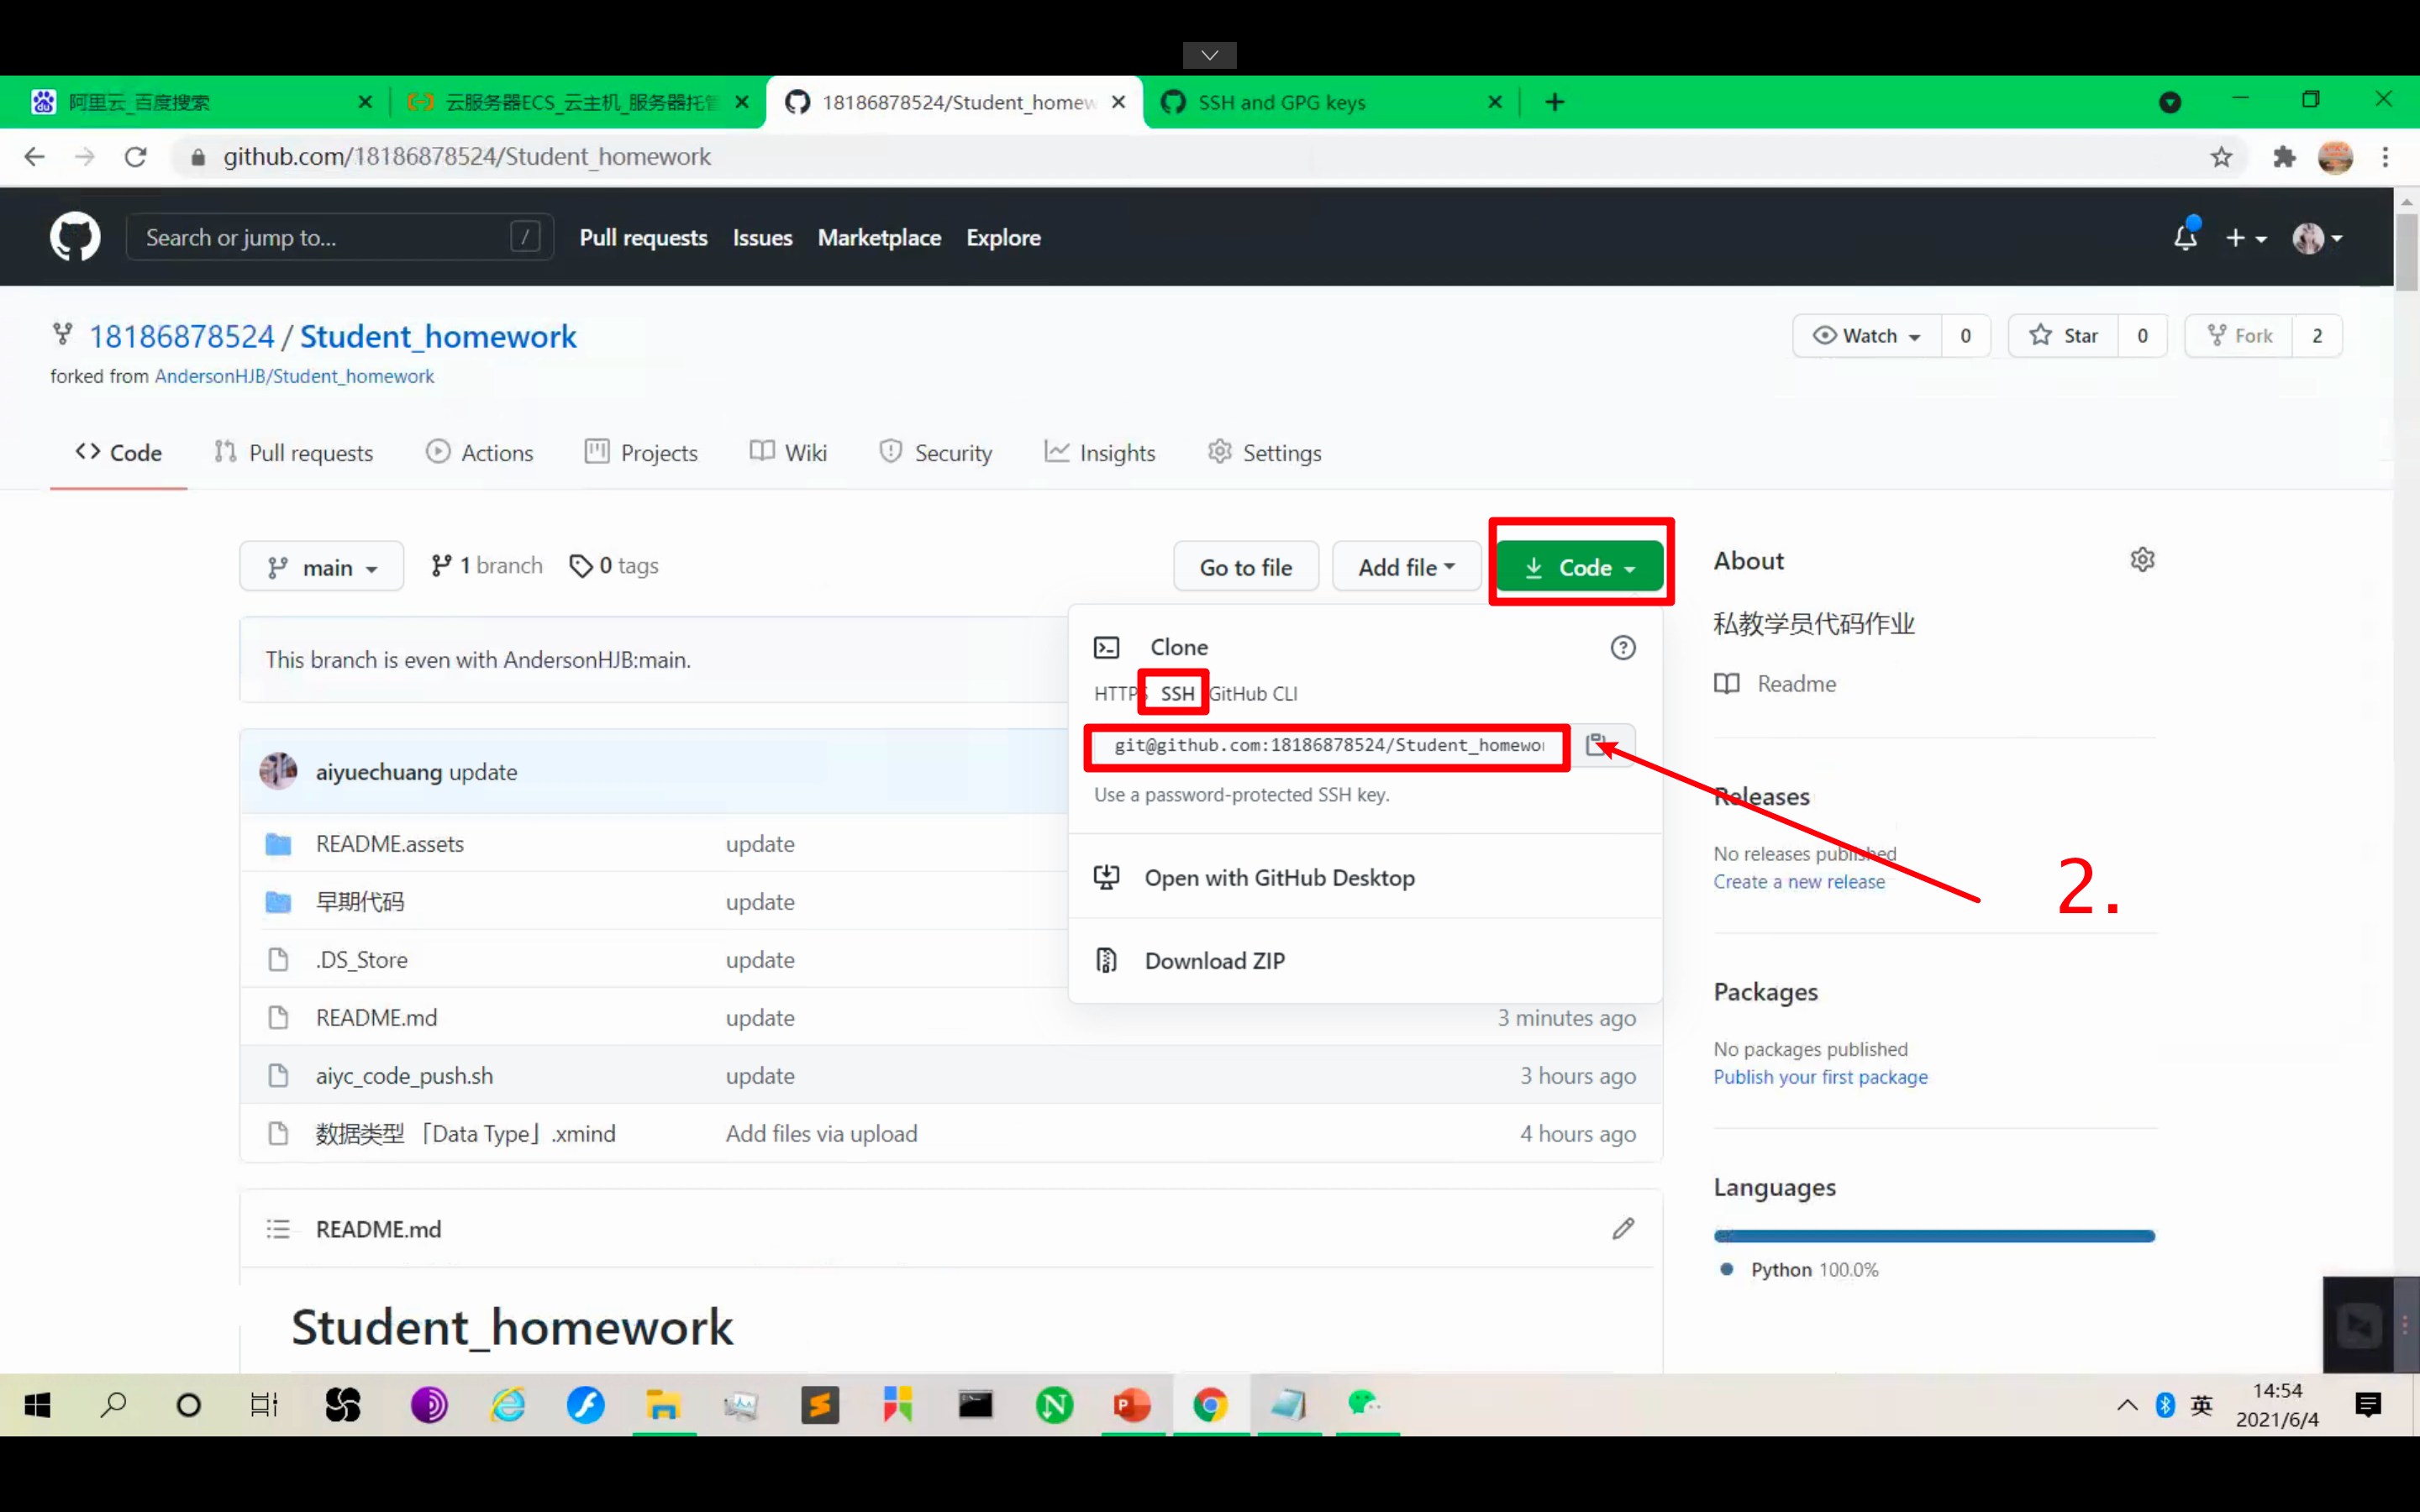 阿里云_百度搜索
云服务器ECS_云主机_服务器托管
18186878524/Student_homew
SSH and GPG keys
github.com/18186878524/Student_homework
Search or jump to...
/
Pull requests
Issues
Marketplace
Explore
18186878524 / Student_homework
Watch
0
Star
0
Fork
2
forked from AndersonHJB/Student_homework
Code
Pull requests
Actions
Projects
Wiki
Security
Insights
Settings
main
1 branch
0 tags
Go to file
Add file
Code
About
私教学员代码作业
Readme
This branch is even with AndersonHJB:main.
Clone
HTTPS
SSH
GitHub CLI
git@github.com:18186878524/Student_homewor
Use a password-protected SSH key.
Open with GitHub Desktop
Download ZIP
Releases
No releases published
Create a new release
2.
aiyuechuang update
README.assets
update
早期代码
update
.DS_Store
update
README.md
update
3 minutes ago
aiyc_code_push.sh
update
3 hours ago
数据类型「Data Type」.xmind
Add files via upload
4 hours ago
Packages
No packages published
Publish your first package
Languages
Python 100.0%
README.md
Student_homework
英
14:54
2021/6/4